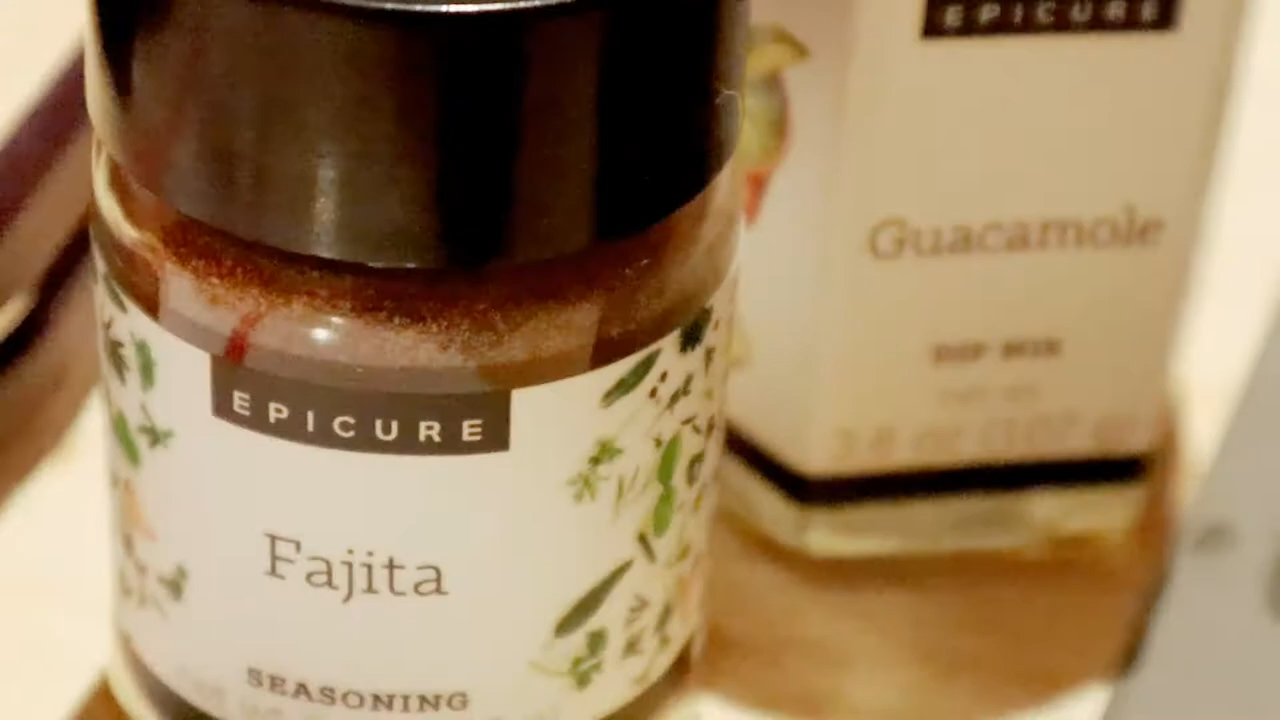 EPICURE
Fajita
SEASONING
EPICURE
Guacamole
DIP MIX